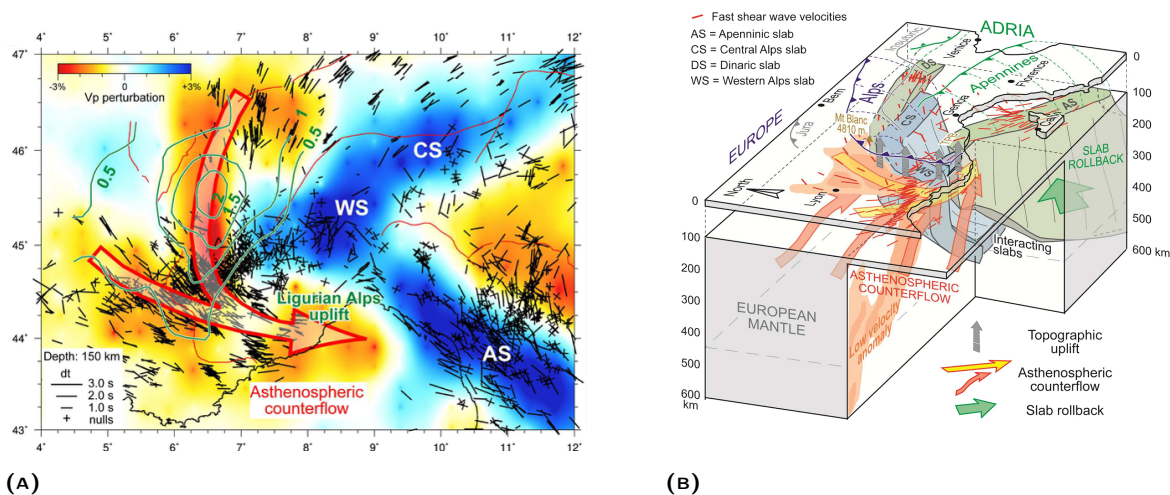 47°
46°
45°
44°
43°
4° 5° 6° 7° 8° 9° 10° 11° 12°
-3% 0 +3%
Vp perturbation
1
0.5
0.5
2
1.5
CS
WS
AS
Ligurian Alps
uplift
Asthenospheric
counterflow
Depth: 150 km
dt
3.0 s
2.0 s
1.0 s
+ nulls
(A)
Fast shear wave velocities
AS = Apenninic slab
CS = Central Alps slab
DS = Dinaric slab
WS = Western Alps slab
ADRIA
Venice
DS
Apennines
Florence
Alps
Bern
Genoa
CS
AS
Jura
Mt Blanc
4810 m
EUROPE
WS
SLAB
ROLLBACK
North
Lyon
0
100
200
300
400
500
600 km
0
100
200
300
400
500
600
km
Interacting
slabs
ASTHENOSPHERIC
COUNTERFLOW
EUROPEAN
MANTLE
Low velocity
anomaly
Topographic
uplift
Asthenospheric
counterflow
Slab rollback
(B)